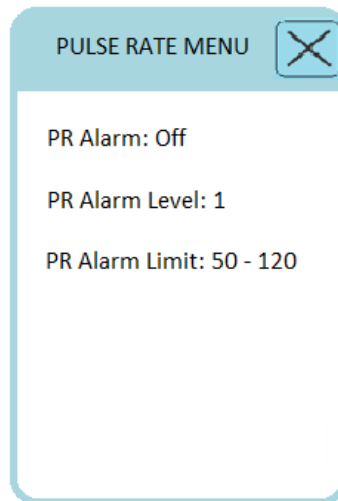 PULSE RATE MENU
PR Alarm: Off
PR Alarm Level: 1
PR Alarm Limit: 50 - 120